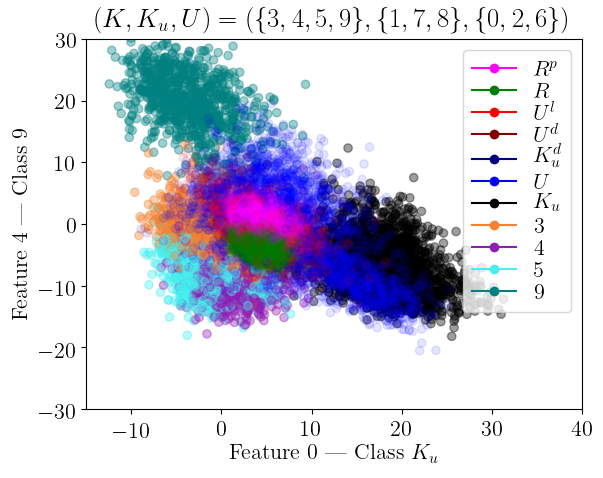 (K, K_u, U) = ({3, 4, 5, 9}, {1, 7, 8}, {0, 2, 6})
30
20
10
0
−10
−20
−30
Feature 4 — Class 9
−10
0
10
20
30
40
Feature 0 — Class K_u
R^p
R
U^l
U^d
K_u^d
U
K_u
3
4
5
9